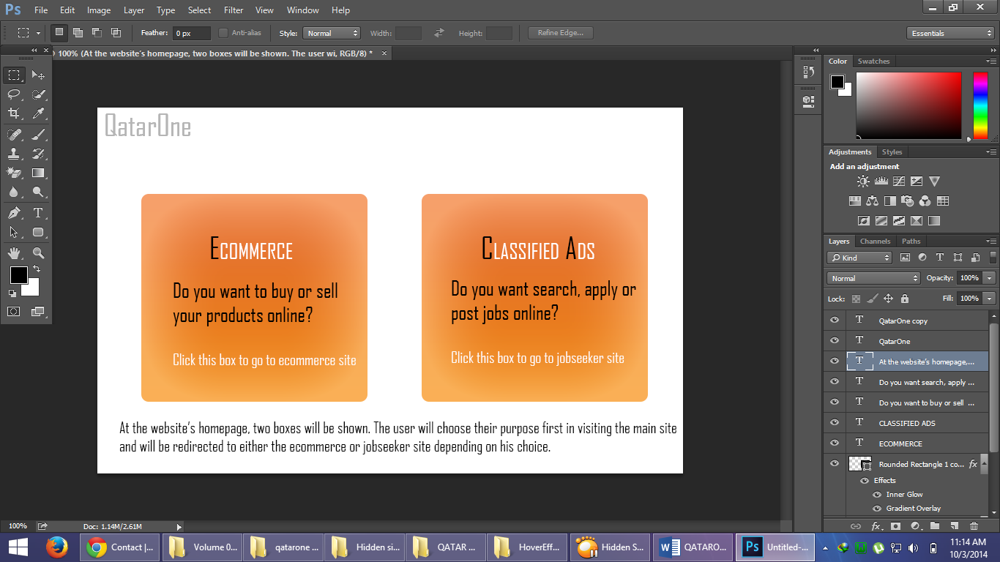 Ps File Edit Image Layer Type Select Filter View Window Help
Feather: 0 px Anti-alias Style: Normal Width: Height: Refine Edge... Essentials
100% (At the website's homepage, two boxes will be shown. The user wi, RGB/8) * ×
QatarOne
ECOMMERCE
Do you want to buy or sell
your products online?
Click this box to go to ecommerce site
CLASSIFIED ADS
Do you want search, apply or
post jobs online?
Click this box to go to jobseeker site
At the website's homepage, two boxes will be shown. The user will choose their purpose first in visiting the main site
and will be redirected to either the ecommerce or jobseeker site depending on his choice.
Color Swatches
Adjustments Styles
Add an adjustment
Layers Channels Paths
Kind
Normal Opacity: 100%
Lock: Fill: 100%
T QatarOne copy
T QatarOne
T At the website's homepage,...
T Do you want search, apply ...
T Do you want to buy or sell ...
T CLASSIFIED ADS
T ECOMMERCE
Rounded Rectangle 1 co... fx
Effects
Inner Glow
Gradient Overlay
100% Doc: 1.14M/2.61M
Contact |... Volume 0... qatarone ... Hidden si... QATAR ... HoverEff... Hidden S... QATARO... Ps Untitled-...
11:14 AM
10/3/2014